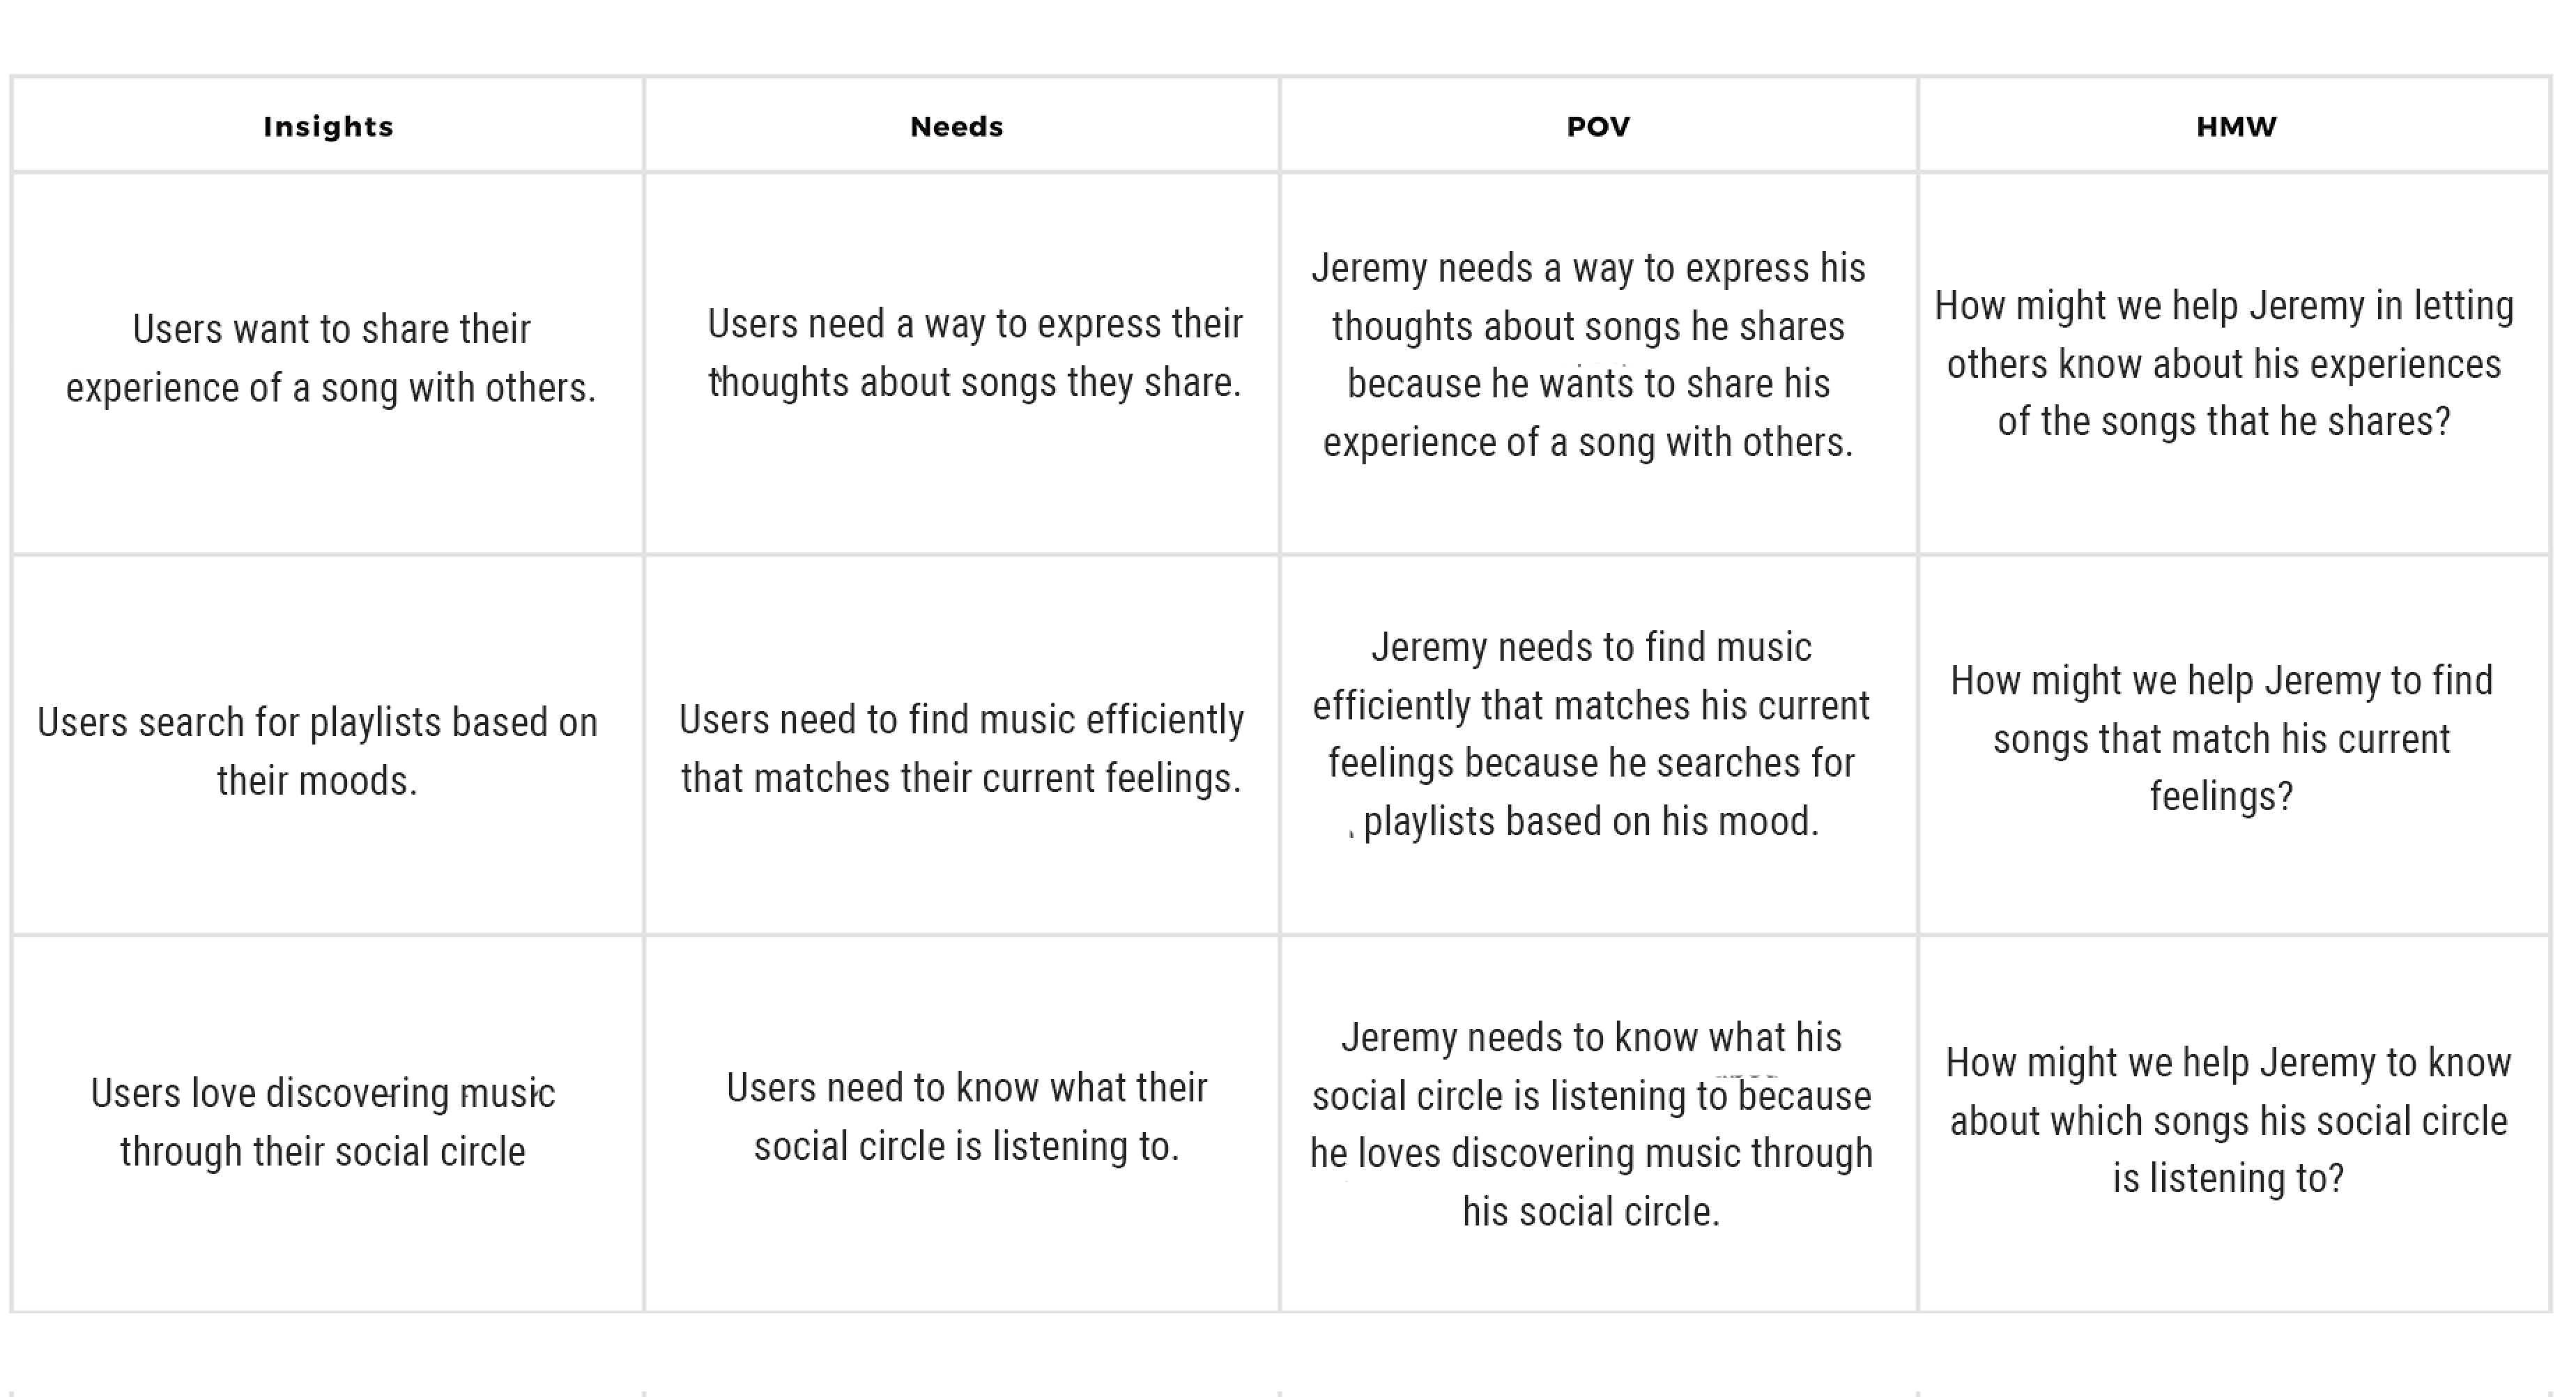 Insights
Needs
POV
HMW
Users want to share their
experience of a song with others.
Users need a way to express their
thoughts about songs they share.
Jeremy needs a way to express his
thoughts about songs he shares
because he wants to share his
experience of a song with others.
How might we help Jeremy in letting
others know about his experiences
of the songs that he shares?
Users search for playlists based on
their moods.
Users need to find music efficiently
that matches their current feelings.
Jeremy needs to find music
efficiently that matches his current
feelings because he searches for
playlists based on his mood.
How might we help Jeremy to find
songs that match his current
feelings?
Users love discovering music
through their social circle
Users need to know what their
social circle is listening to.
Jeremy needs to know what his
social circle is listening to because
he loves discovering music through
his social circle.
How might we help Jeremy to know
about which songs his social circle
is listening to?